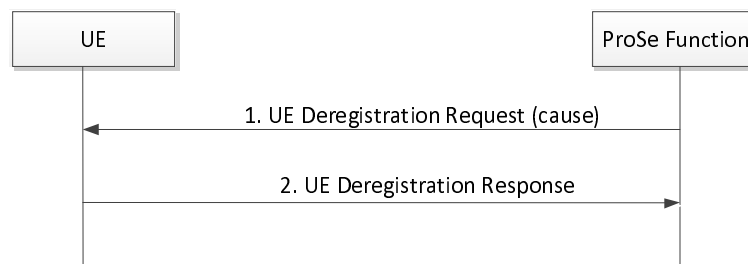 UE
ProSe Function
1. UE Deregistration Request (cause)
2. UE Deregistration Response